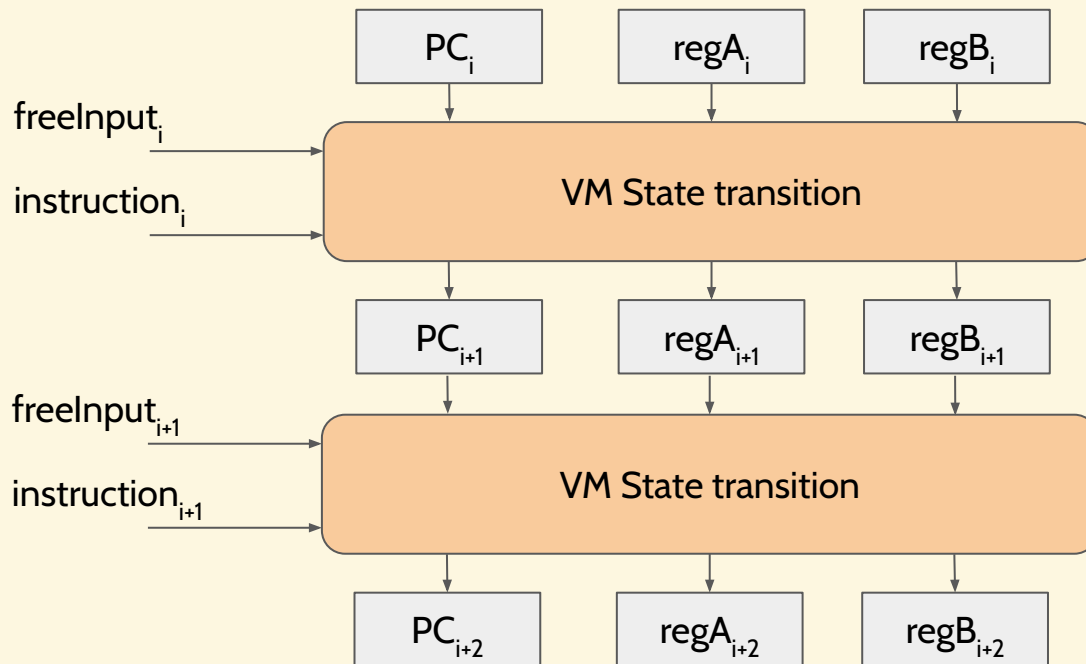 PCᵢ regAᵢ regBᵢ
freeInputᵢ
VM State transition
instructionᵢ
PCᵢ₊₁ regAᵢ₊₁ regBᵢ₊₁
freeInputᵢ₊₁
VM State transition
instructionᵢ₊₁
PCᵢ₊₂ regAᵢ₊₂ regBᵢ₊₂